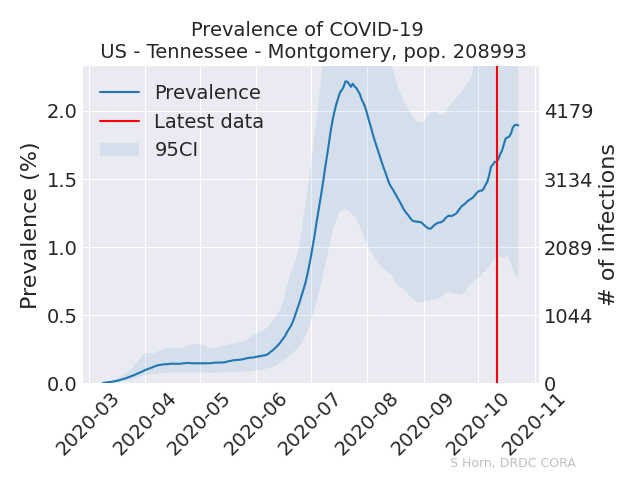 Prevalence of COVID-19
US - Tennessee - Montgomery, pop. 208993
Prevalence
Latest data
95CI
Prevalence (%)
2.0
1.5
1.0
0.5
0.0
4179
3134
2089
1044
0
# of infections
2020-03
2020-04
2020-05
2020-06
2020-07
2020-08
2020-09
2020-10
2020-11
S Horn, DRDC CORA